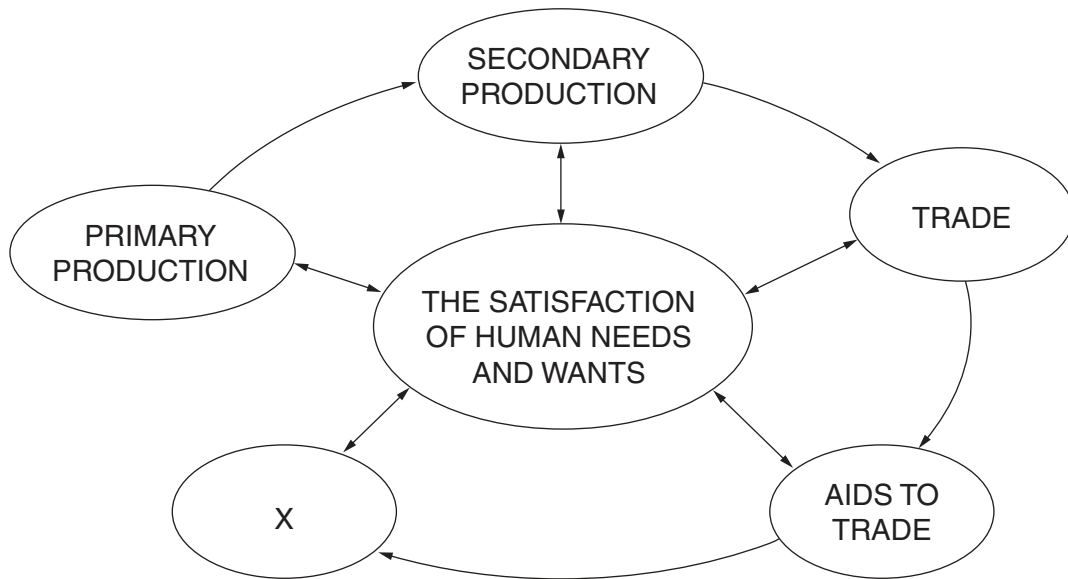 SECONDARY
PRODUCTION
TRADE
PRIMARY
PRODUCTION
THE SATISFACTION
OF HUMAN NEEDS
AND WANTS
X
AIDS TO
TRADE